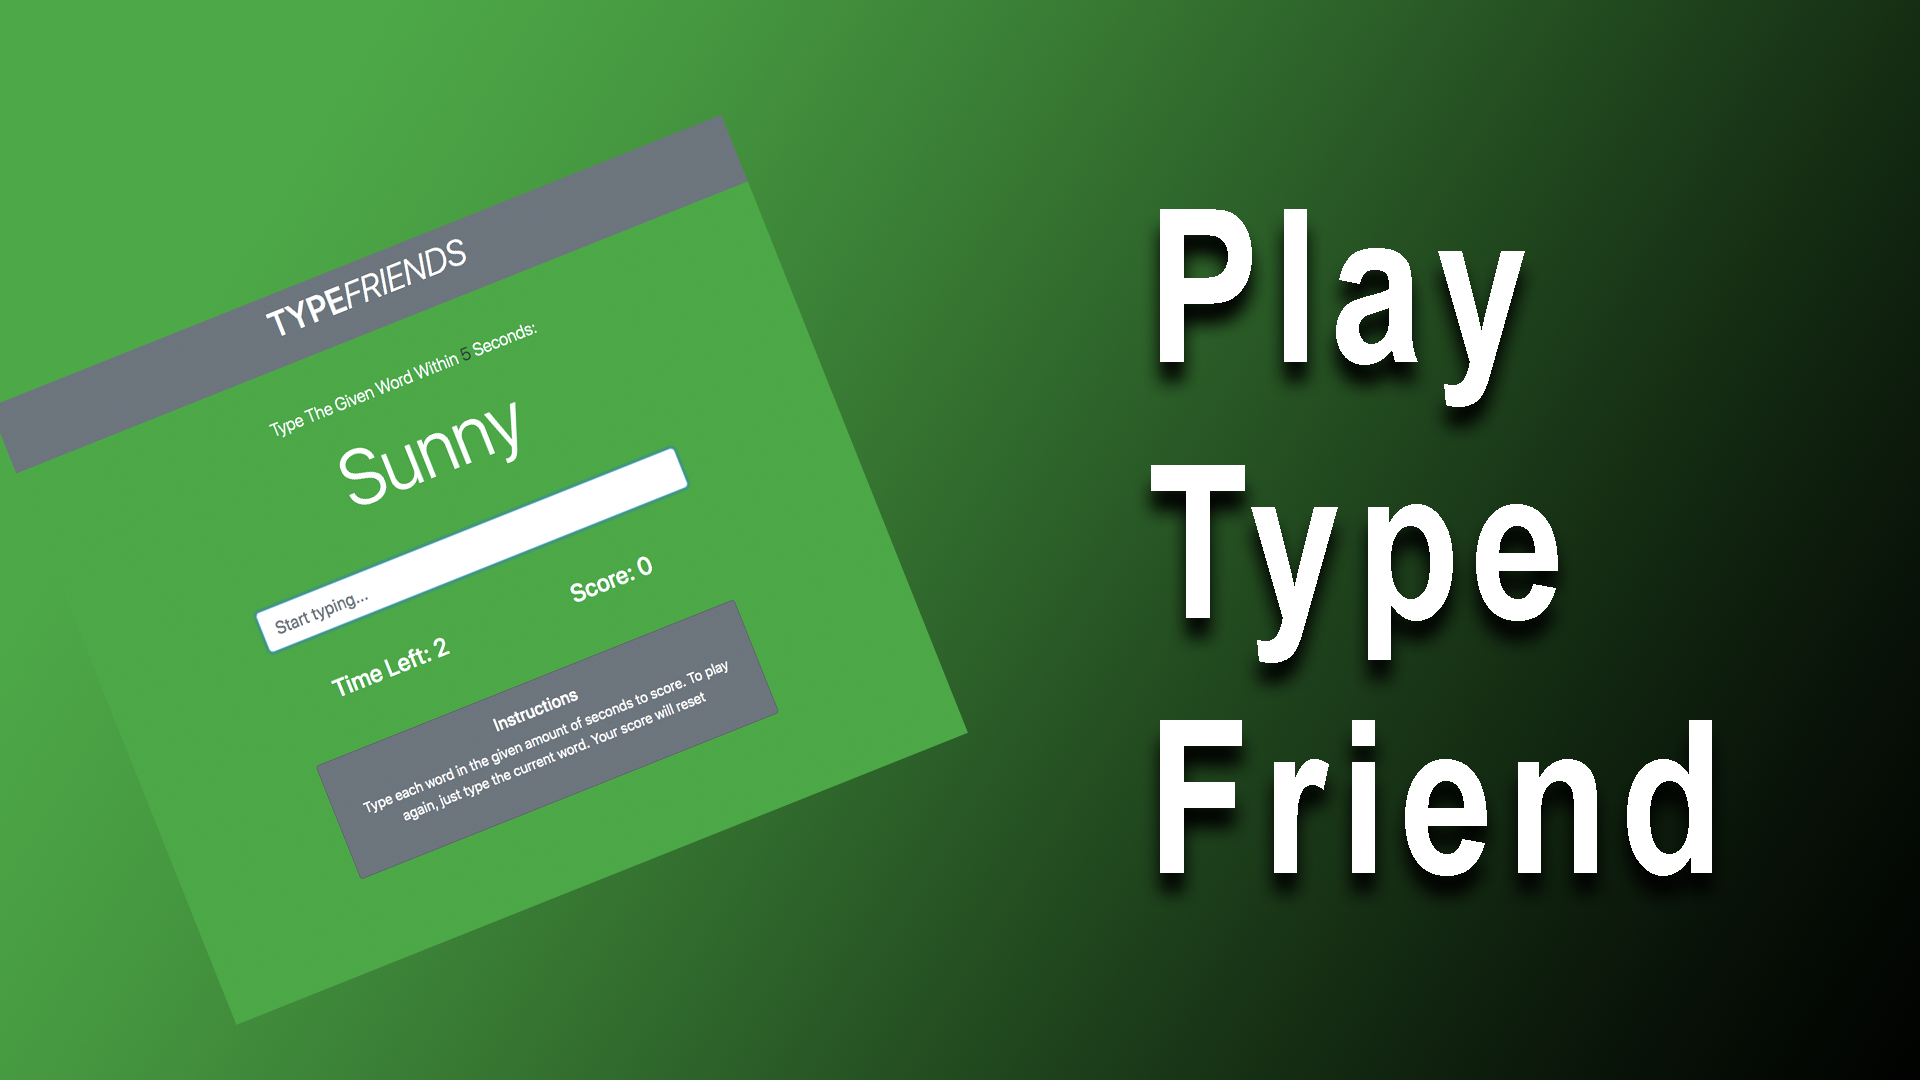 TYPEFRIENDS
Type The Given Word Within 5 Seconds:
Sunny
Start typing...
Time Left: 2
Score: 0
Instructions
Type each word in the given amount of seconds to score. To play
again, just type the current word. Your score will reset
Play
Type
Friend